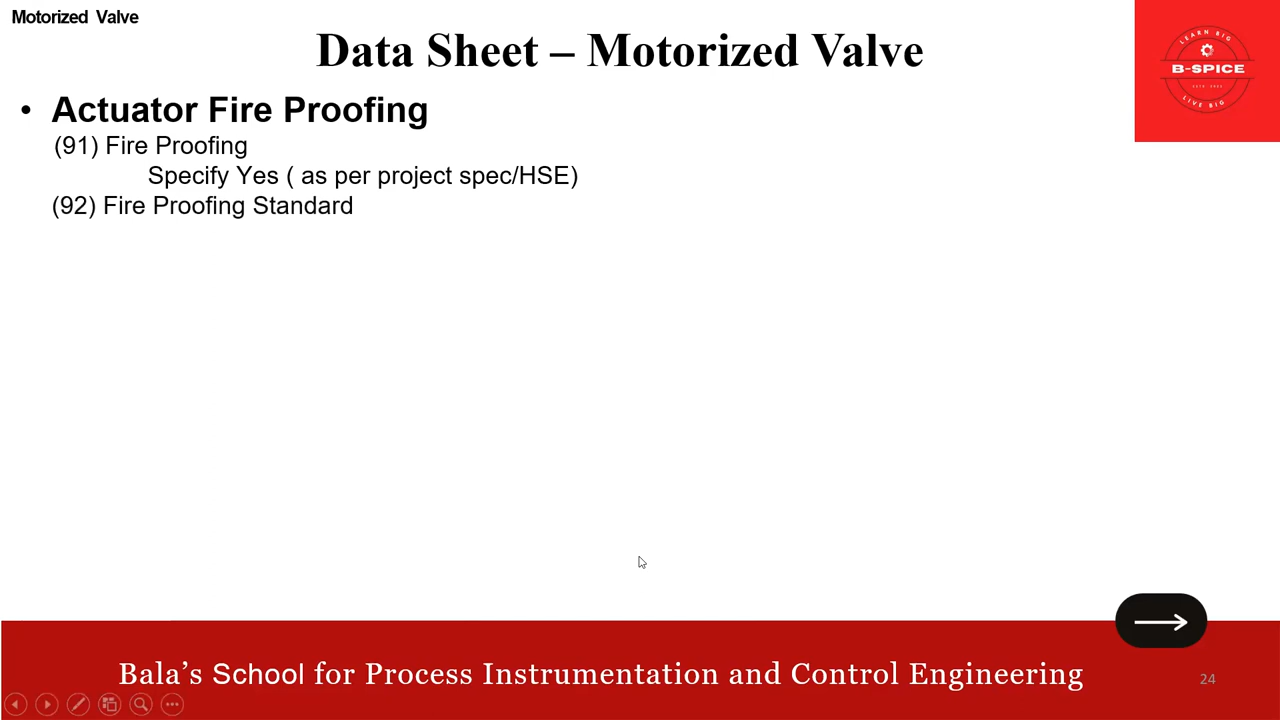 Motorized Valve
Data Sheet – Motorized Valve
LEARN BIG
B-SPICE
LIVE BIG
• Actuator Fire Proofing
(91) Fire Proofing
Specify Yes ( as per project spec/HSE)
(92) Fire Proofing Standard
Bala’s School for Process Instrumentation and Control Engineering
24